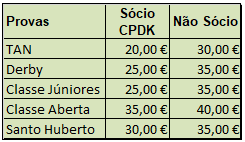 Provas Sócio CPDK Não Sócio
TAN 20,00 € 30,00 €
Derby 25,00 € 35,00 €
Classe Júniores 25,00 € 35,00 €
Classe Aberta 35,00 € 40,00 €
Santo Huberto 30,00 € 35,00 €